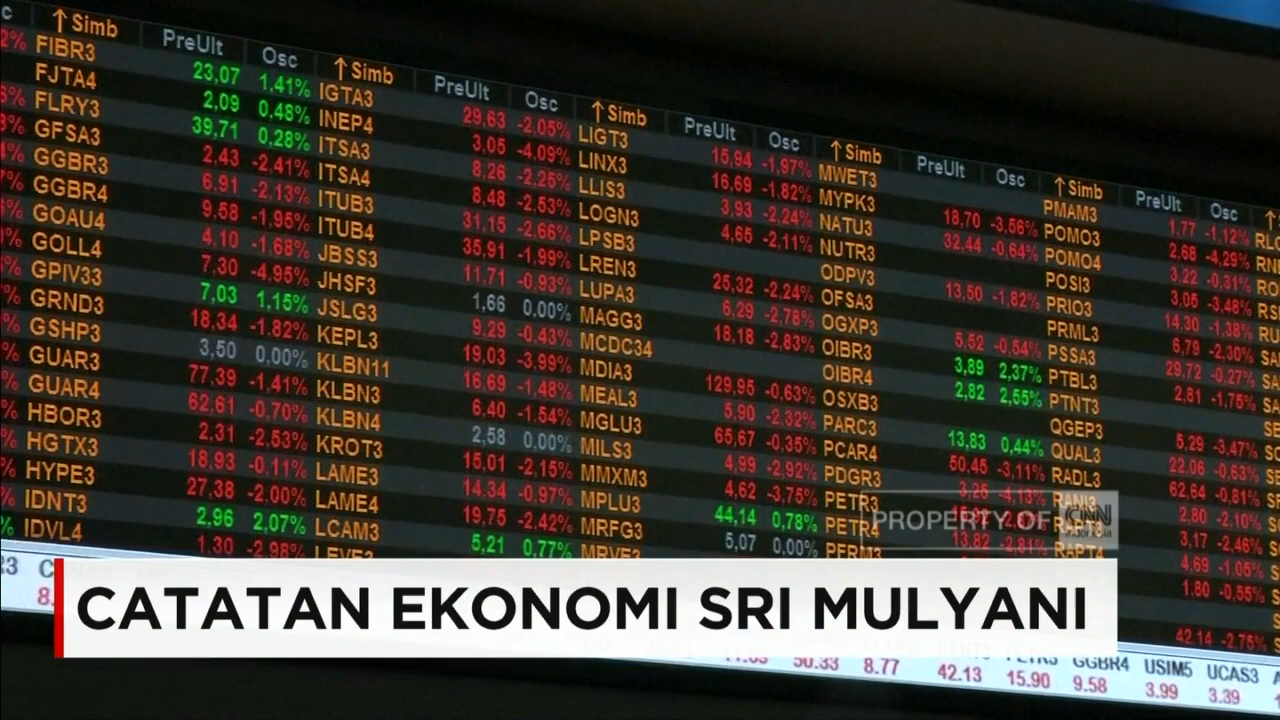 ↑Simb PreUlt Osc
FIBR3 23,07 1,41%
FJTA4 2,09 0,48%
FLRY3 39,71 0,28%
GFSA3 2,43 -2,41%
GGBR3 6,91 -2,13%
GGBR4 9,58 -1,95%
GOAU4 4,10 -1,68%
GOLL4 7,30 -4,95%
GPIV33 7,03 1,15%
GRND3 18,34 -1,82%
GSHP3 3,50 0,00%
GUAR3 77,39 -1,41%
GUAR4 62,61 -0,70%
HBOR3 2,31 -2,53%
HGTX3 18,93 -0,11%
HYPE3 27,38 -2,00%
IDNT3 2,96 2,07%
IDVL4 1,30 -2,98%
↑Simb PreUlt Osc
IGTA3 29,63 -2,05%
INEP4 3,05 -4,09%
ITSA3 8,26 -2,25%
ITSA4 8,48 -2,53%
ITUB3 31,15 -2,66%
ITUB4 35,91 -1,99%
JBSS3 11,71 -0,93%
JHSF3 1,66 0,00%
JSLG3 9,29 -0,43%
KEPL3 19,03 -3,99%
KLBN11 16,69 -1,48%
KLBN3 6,40 -1,54%
KLBN4 2,58 0,00%
KROT3 15,01 -2,15%
LAME3 14,34 -0,97%
LAME4 19,75 -2,42%
LCAM3 5,21 0,77%
↑Simb PreUlt Osc
LIGT3 15,94 -1,97%
LINX3 16,69 -1,82%
LLIS3 3,93 -2,24%
LOGN3 4,65 -2,11%
LPSB3
LREN3 25,32 -2,24%
LUPA3 6,29 -2,78%
MAGG3 18,18 -2,83%
MCDC34
MDIA3 129,95 -0,63%
MEAL3 5,90 -2,32%
MGLU3 65,67 -0,35%
MILS3 4,99 -2,92%
MMXM3 4,62 -3,75%
MPLU3 44,14 0,78%
MRFG3 5,07 0,00%
↑Simb PreUlt Osc
MWET3
MYPK3 18,70 -3,56%
NATU3 32,44 -0,64%
NUTR3
ODPV3 13,50 -1,82%
OFSA3
OGXP3 5,52 -0,54%
OIBR3 3,89 2,37%
OIBR4 2,82 2,55%
OSXB3
PARC3 13,83 0,44%
PCAR4 50,45 -3,11%
PDGR3 3,25 -4,13%
PETR3
PETR4 13,82 -2,81%
PERM3
↑Simb PreUlt Osc
PMAM3 1,77 -1,12%
POMO3 2,68 -4,29%
POMO4 3,22 -0,31%
POSI3 3,05 -3,48%
PRIO3 14,30 -1,38%
PRML3 6,79 -2,30%
PSSA3 29,72 -0,27%
PTBL3 2,81 -1,75%
PTNT3
QGEP3 5,29 -3,47%
QUAL3 22,06 -0,63%
RADL3 62,64 -0,81%
RANI3 2,80 -2,10%
3,17 -2,46%
RAPT4 4,69 -1,05%
1,80 -0,55%
42,14 -2,75%
PROPERTY OF CNN Indonesia
CATATAN EKONOMI SRI MULYANI
GGBR4 USIM5 UCAS3
50.33 8.77 42.13 15.90 9.58 3.99 3.39